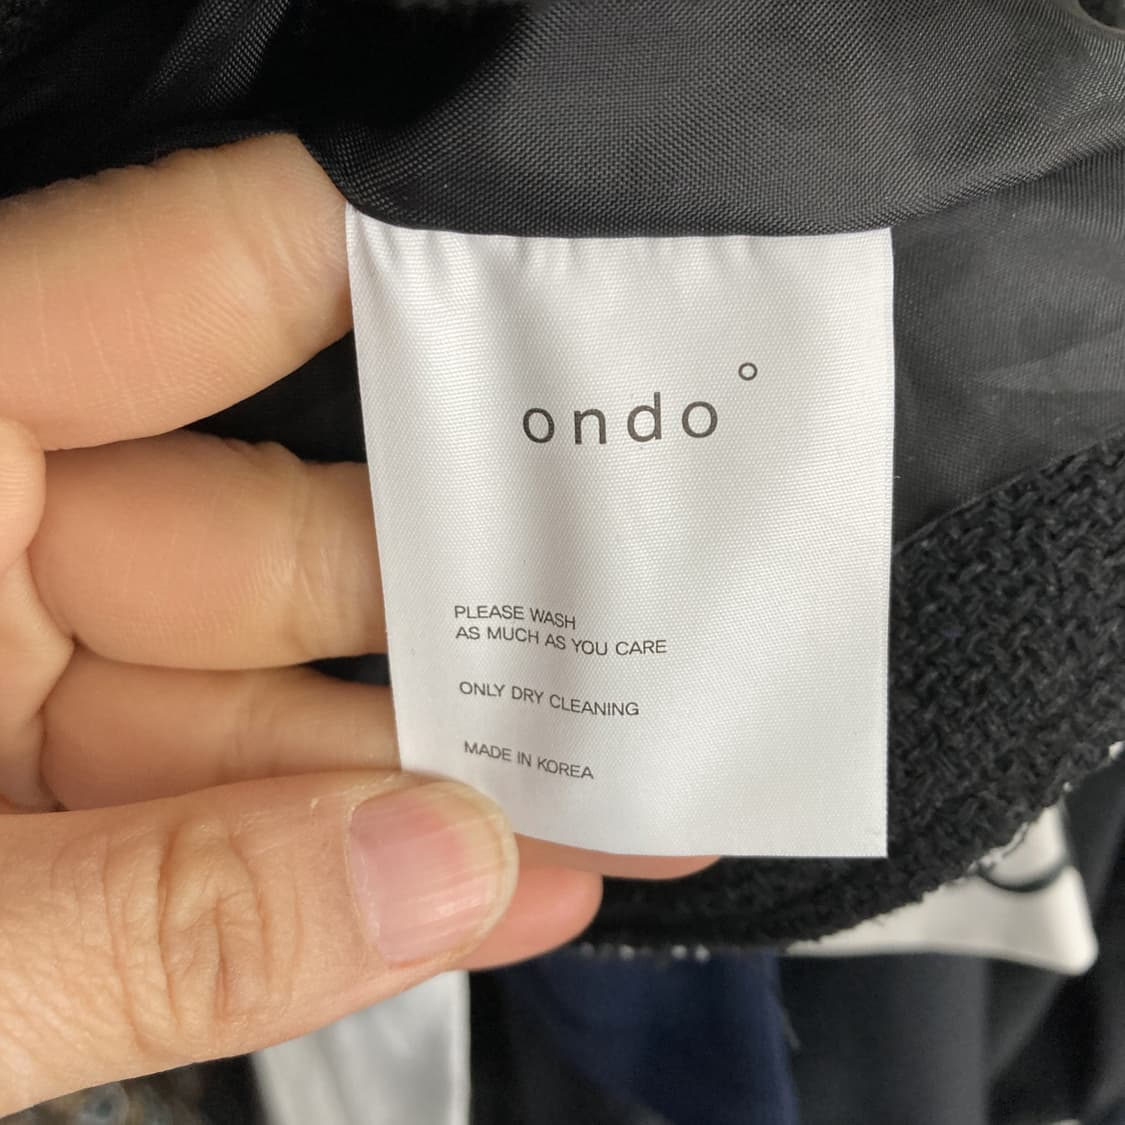 ondo°
PLEASE WASH
AS MUCH AS YOU CARE
ONLY DRY CLEANING
MADE IN KOREA